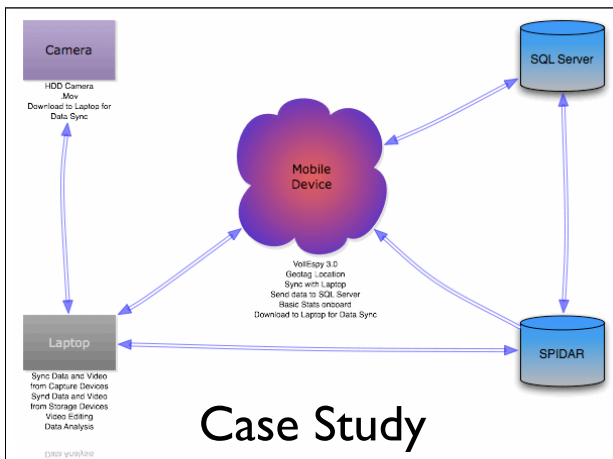 Camera
HDD Camera
.Mov
Download to Laptop for
Data Sync
SQL Server
Mobile
Device
VollEspy 3.0
Geotag Location
Sync with Laptop
Send data to SQL Server
Basic Stats onboard
Download to Laptop for Data Sync
Laptop
Sync Data and Video
from Capture Devices
Synd Data and Video
from Storage Devices
Video Editing
Data Analysis
SPIDAR
Case Study